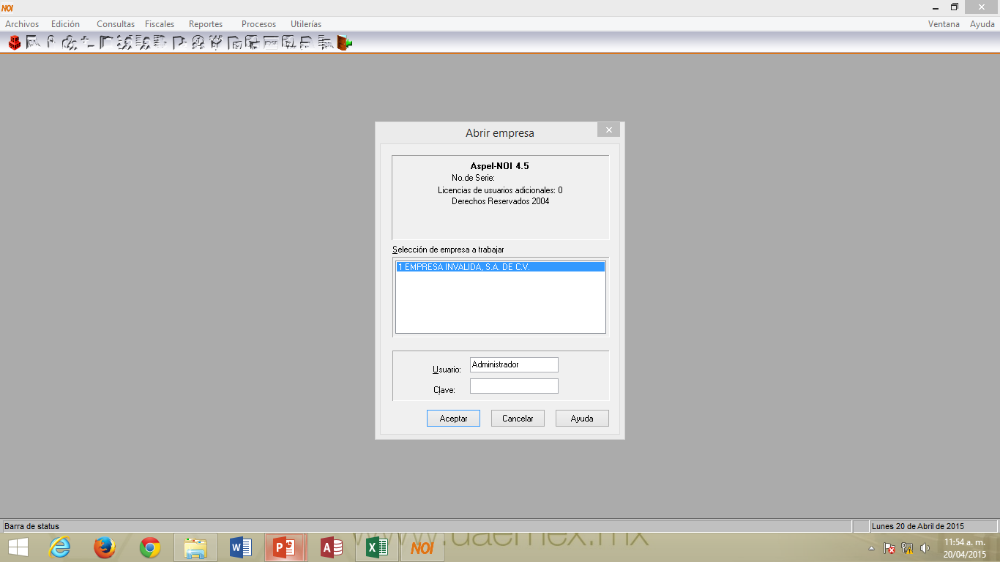 NOI
Archivos Edición Consultas Fiscales Reportes Procesos Utilerías Ventana Ayuda
Abrir empresa
Aspel-NOI 4.5
No.de Serie:
Licencias de usuarios adicionales: 0
Derechos Reservados 2004
Selección de empresa a trabajar
1 EMPRESA INVALIDA, S.A. DE C.V.
Usuario: Administrador
Clave:
Aceptar Cancelar Ayuda
Barra de status Lunes 20 de Abril de 2015
www.uaemex.mx
NOI
11:54 a. m.
20/04/2015